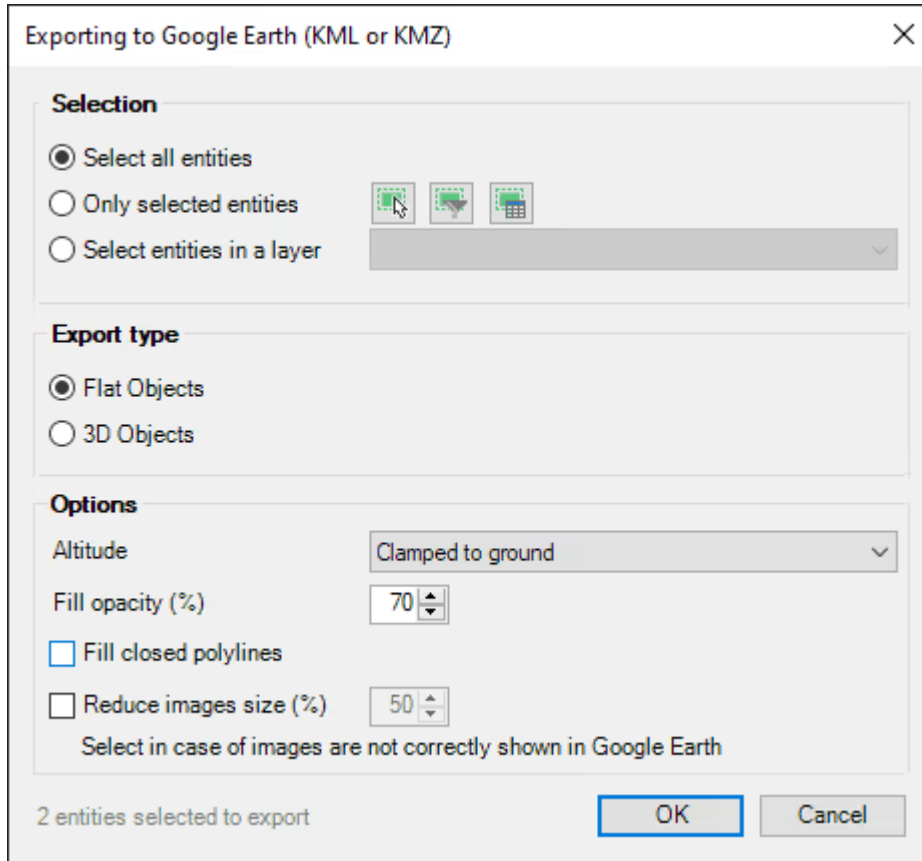 Exporting to Google Earth (KML or KMZ)
Selection
Select all entities
Only selected entities
Select entities in a layer
Export type
Flat Objects
3D Objects
Options
Altitude Clamped to ground
Fill opacity (%) 70
Fill closed polylines
Reduce images size (%) 50
Select in case of images are not correctly shown in Google Earth
2 entities selected to export OK Cancel